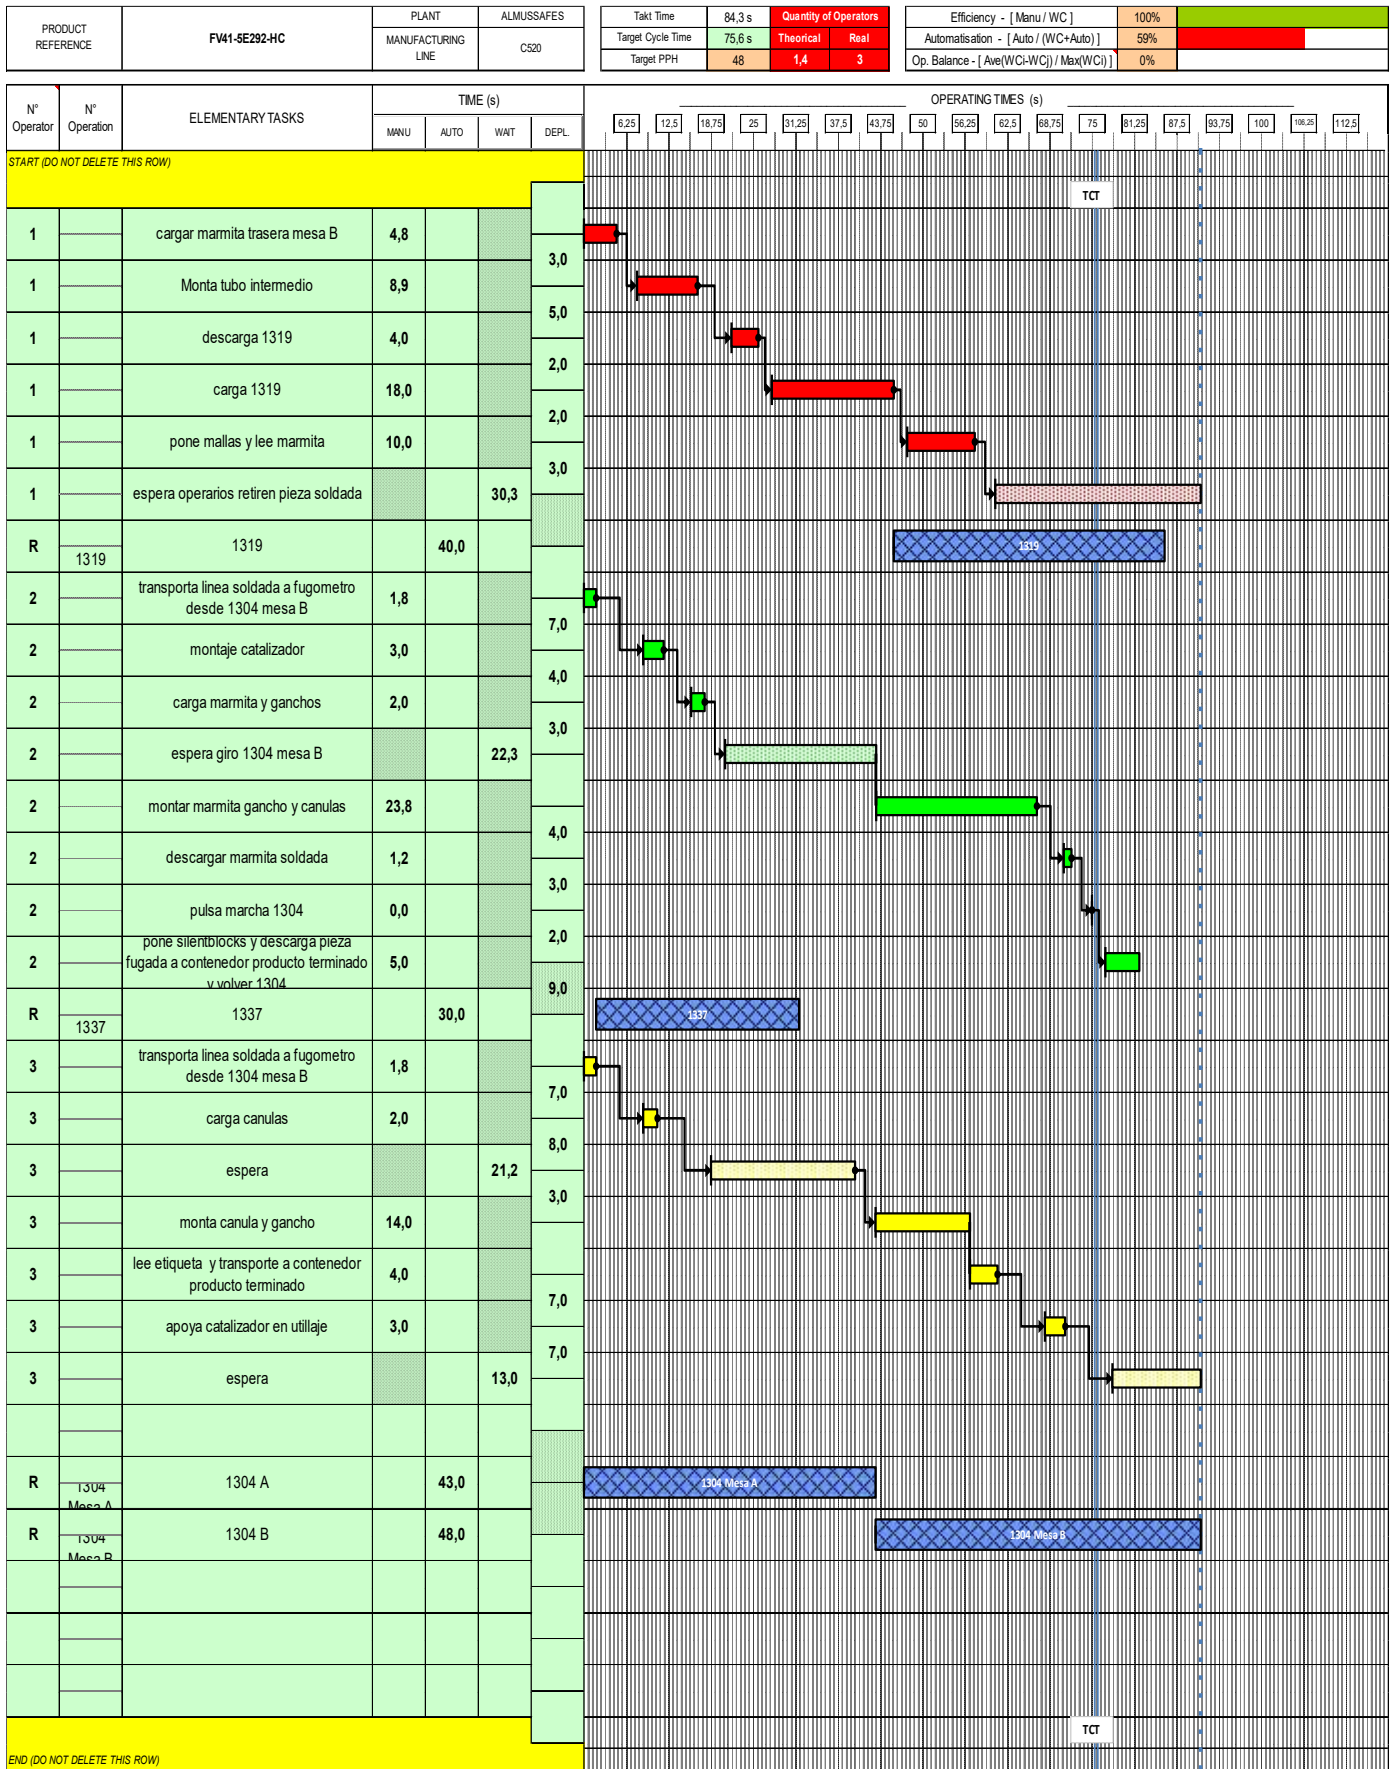 PRODUCT REFERENCE
FV41-5E292-HC
PLANT
ALMUSSAFES
MANUFACTURING LINE
C520
Takt Time 84,3 s
Target Cycle Time 75,6 s
Target PPH 48
Quantity of Operators
Theorical Real
1,4 3
Efficiency - [ Manu / WC ] 100%
Automatisation - [ Auto / (WC+Auto) ] 59%
Op. Balance - [ Ave(WCi-WCj) / Max(WCi) ] 0%
N° Operator
N° Operation
ELEMENTARY TASKS
TIME (s)
MANU AUTO WAIT DEPL.
OPERATING TIMES (s)
6,25 12,5 18,75 25 31,25 37,5 43,75 50 56,25 62,5 68,75 75 81,25 87,5 93,75 100 106,25 112,5
START (DO NOT DELETE THIS ROW)
TCT
1 cargar marmita trasera mesa B 4,8
3,0
1 Monta tubo intermedio 8,9
5,0
1 descarga 1319 4,0
2,0
1 carga 1319 18,0
2,0
1 pone mallas y lee marmita 10,0
3,0
1 espera operarios retiren pieza soldada 30,3
R 1319 1319 40,0 1319
2 transporta linea soldada a fugometro
desde 1304 mesa B 1,8
7,0
2 montaje catalizador 3,0
4,0
2 carga marmita y ganchos 2,0
3,0
2 espera giro 1304 mesa B 22,3
2 montar marmita gancho y canulas 23,8
4,0
2 descargar marmita soldada 1,2
3,0
2 pulsa marcha 1304 0,0
2,0
2 pone silentblocks y descarga pieza
fugada a contenedor producto terminado 5,0
y volver 1304
9,0
R 1337 1337 30,0 1337
3 transporta linea soldada a fugometro
desde 1304 mesa B 1,8
7,0
3 carga canulas 2,0
8,0
3 espera 21,2
3,0
3 monta canula y gancho 14,0
3 lee etiqueta y transporte a contenedor
producto terminado 4,0
7,0
3 apoya catalizador en utillaje 3,0
7,0
3 espera 13,0
R 1304 Mesa A 1304 A 43,0 1304 Mesa A
R 1304 Mesa B 1304 B 48,0 1304 Mesa B
TCT
END (DO NOT DELETE THIS ROW)